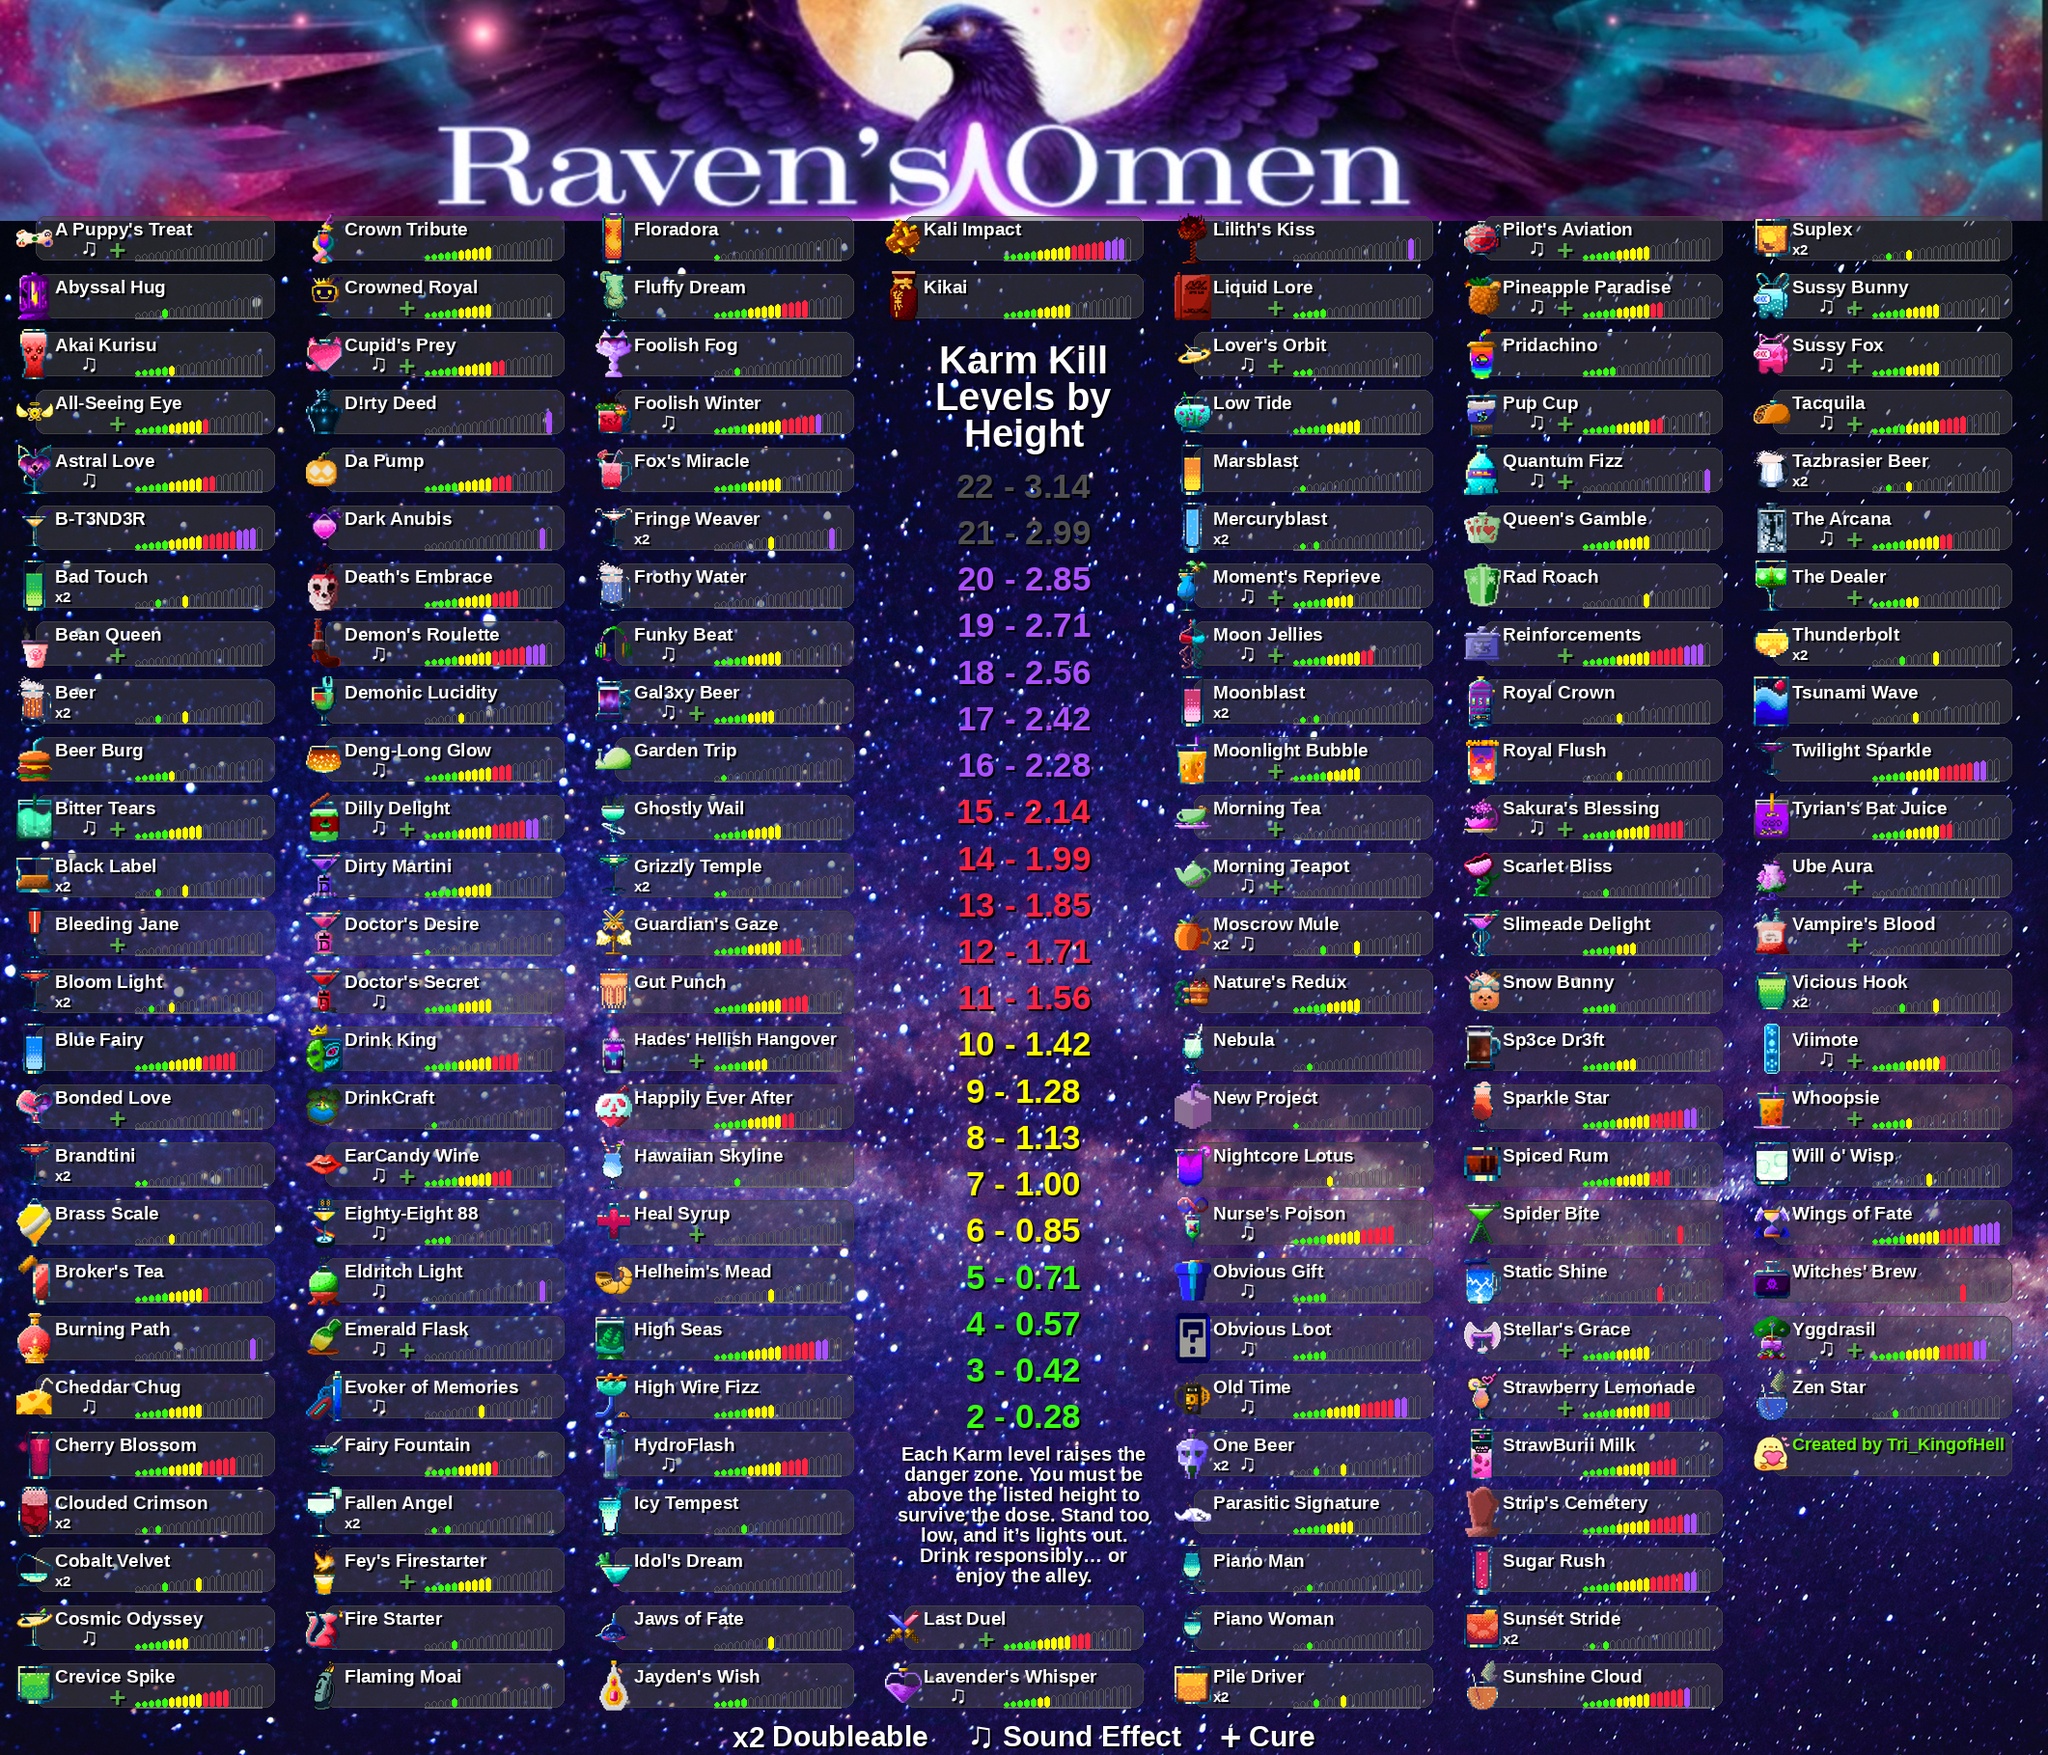 Raven's Omen
A Puppy's Treat
♫ +
Abyssal Hug
Akai Kurisu
♫
All-Seeing Eye
+
Astral Love
♫
B-T3ND3R
Bad Touch
x2
Bean Queen
+
Beer
x2
Beer Burg
Bitter Tears
♫ +
Black Label
x2
Bleeding Jane
+
Bloom Light
x2
Blue Fairy
Bonded Love
+
Brandtini
x2
Brass Scale
Broker's Tea
Burning Path
Cheddar Chug
♫
Cherry Blossom
Clouded Crimson
x2
Cobalt Velvet
x2
Cosmic Odyssey
♫
Crevice Spike
+
Crown Tribute
Crowned Royal
+
Cupid's Prey
♫ +
D!rty Deed
Da Pump
Dark Anubis
Death's Embrace
Demon's Roulette
♫
Demonic Lucidity
Deng-Long Glow
♫
Dilly Delight
♫ +
Dirty Martini
Doctor's Desire
Doctor's Secret
♫
Drink King
DrinkCraft
EarCandy Wine
♫ +
Eighty-Eight 88
♫
Eldritch Light
♫
Emerald Flask
♫ +
Evoker of Memories
♫
Fairy Fountain
Fallen Angel
x2
Fey's Firestarter
+
Fire Starter
Flaming Moai
Floradora
Fluffy Dream
Foolish Fog
Foolish Winter
♫
Fox's Miracle
Fringe Weaver
x2
Frothy Water
Funky Beat
♫
Gal3xy Beer
♫ +
Garden Trip
Ghostly Wail
Grizzly Temple
x2
Guardian's Gaze
Gut Punch
Hades' Hellish Hangover
+
Happily Ever After
Hawaiian Skyline
Heal Syrup
+
Helheim's Mead
High Seas
High Wire Fizz
HydroFlash
♫
Icy Tempest
Idol's Dream
Jaws of Fate
Jayden's Wish
Kali Impact
Kikai
Karm Kill
Levels by
Height
22 - 3.14
21 - 2.99
20 - 2.85
19 - 2.71
18 - 2.56
17 - 2.42
16 - 2.28
15 - 2.14
14 - 1.99
13 - 1.85
12 - 1.71
11 - 1.56
10 - 1.42
9 - 1.28
8 - 1.13
7 - 1.00
6 - 0.85
5 - 0.71
4 - 0.57
3 - 0.42
2 - 0.28
Each Karm level raises the
danger zone. You must be
above the listed height to
survive the dose. Stand too
low, and it's lights out.
Drink responsibly... or
enjoy the alley.
Last Duel
+
Lavender's Whisper
♫
Lilith's Kiss
Liquid Lore
+
Lover's Orbit
♫ +
Low Tide
Marsblast
Mercuryblast
x2
Moment's Reprieve
♫ +
Moon Jellies
♫ +
Moonblast
x2
Moonlight Bubble
+
Morning Tea
+
Morning Teapot
♫ +
Moscrow Mule
x2 ♫
Nature's Redux
Nebula
New Project
Nightcore Lotus
Nurse's Poison
♫
Obvious Gift
♫
Obvious Loot
♫
Old Time
♫
One Beer
x2 ♫
Parasitic Signature
Piano Man
Piano Woman
Pile Driver
x2
Pilot's Aviation
♫ +
Pineapple Paradise
♫ +
Pridachino
Pup Cup
♫ +
Quantum Fizz
♫ +
Queen's Gamble
Rad Roach
Reinforcements
+
Royal Crown
Royal Flush
Sakura's Blessing
♫ +
Scarlet Bliss
Slimeade Delight
Snow Bunny
Sp3ce Dr3ft
Sparkle Star
Spiced Rum
Spider Bite
Static Shine
Stellar's Grace
+
Strawberry Lemonade
+
StrawBurii Milk
Strip's Cemetery
Sugar Rush
Sunset Stride
x2
Sunshine Cloud
Suplex
x2
Sussy Bunny
♫ +
Sussy Fox
♫ +
Tacquila
♫ +
Tazbrasier Beer
x2
The Arcana
♫ +
The Dealer
+
Thunderbolt
x2
Tsunami Wave
Twilight Sparkle
Tyrian's Bat Juice
Ube Aura
+
Vampire's Blood
+
Vicious Hook
x2
Viimote
♫ +
Whoopsie
+
Will o' Wisp
Wings of Fate
Witches' Brew
Yggdrasil
♫ +
Zen Star
Created by Tri_KingofHell
x2 Doubleable ♫ Sound Effect + Cure